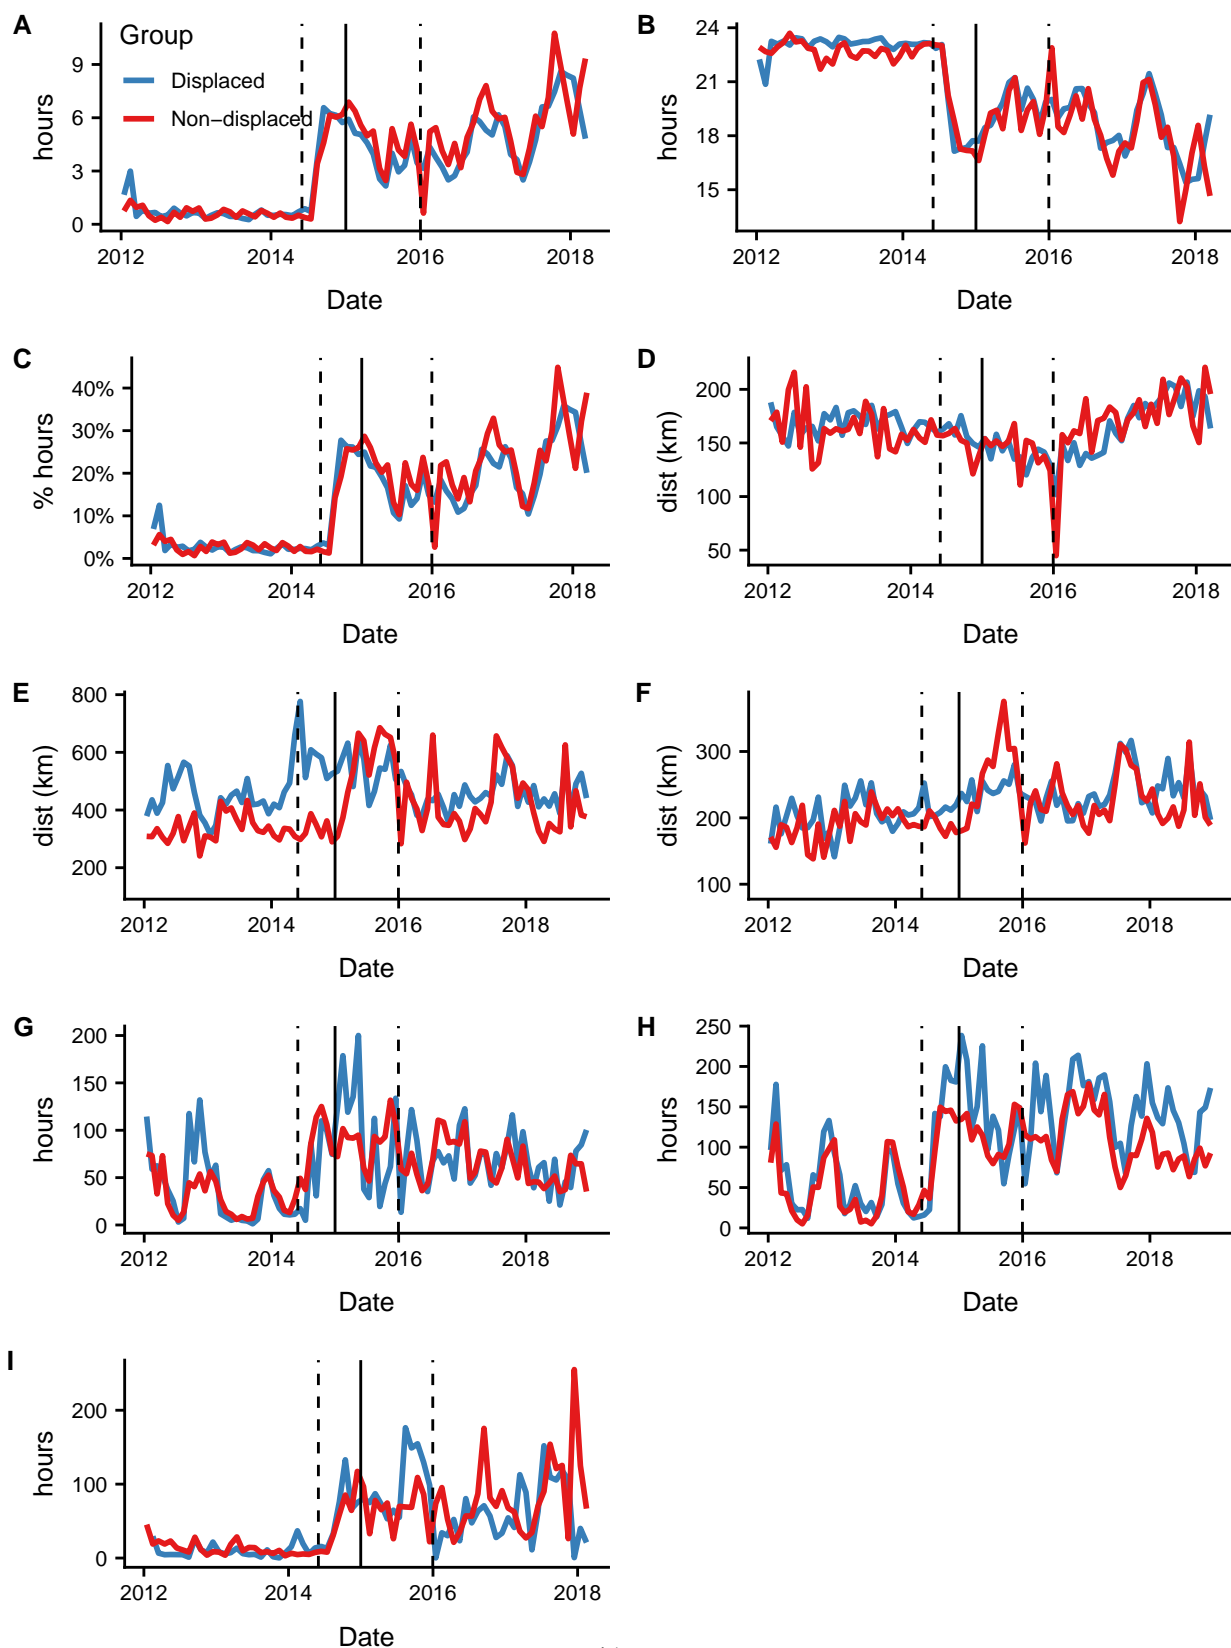 A
Group
Displaced
Non−displaced
hours
9
6
3
0
2012 2014 2016 2018
Date
B
hours
24
21
18
15
2012 2014 2016 2018
Date
C
% hours
40%
30%
20%
10%
0%
2012 2014 2016 2018
Date
D
dist (km)
200
150
100
50
2012 2014 2016 2018
Date
E
dist (km)
800
600
400
200
2012 2014 2016 2018
Date
F
dist (km)
300
200
100
2012 2014 2016 2018
Date
G
hours
200
150
100
50
0
2012 2014 2016 2018
Date
H
hours
250
200
150
100
50
0
2012 2014 2016 2018
Date
I
hours
200
100
0
2012 2014 2016 2018
Date